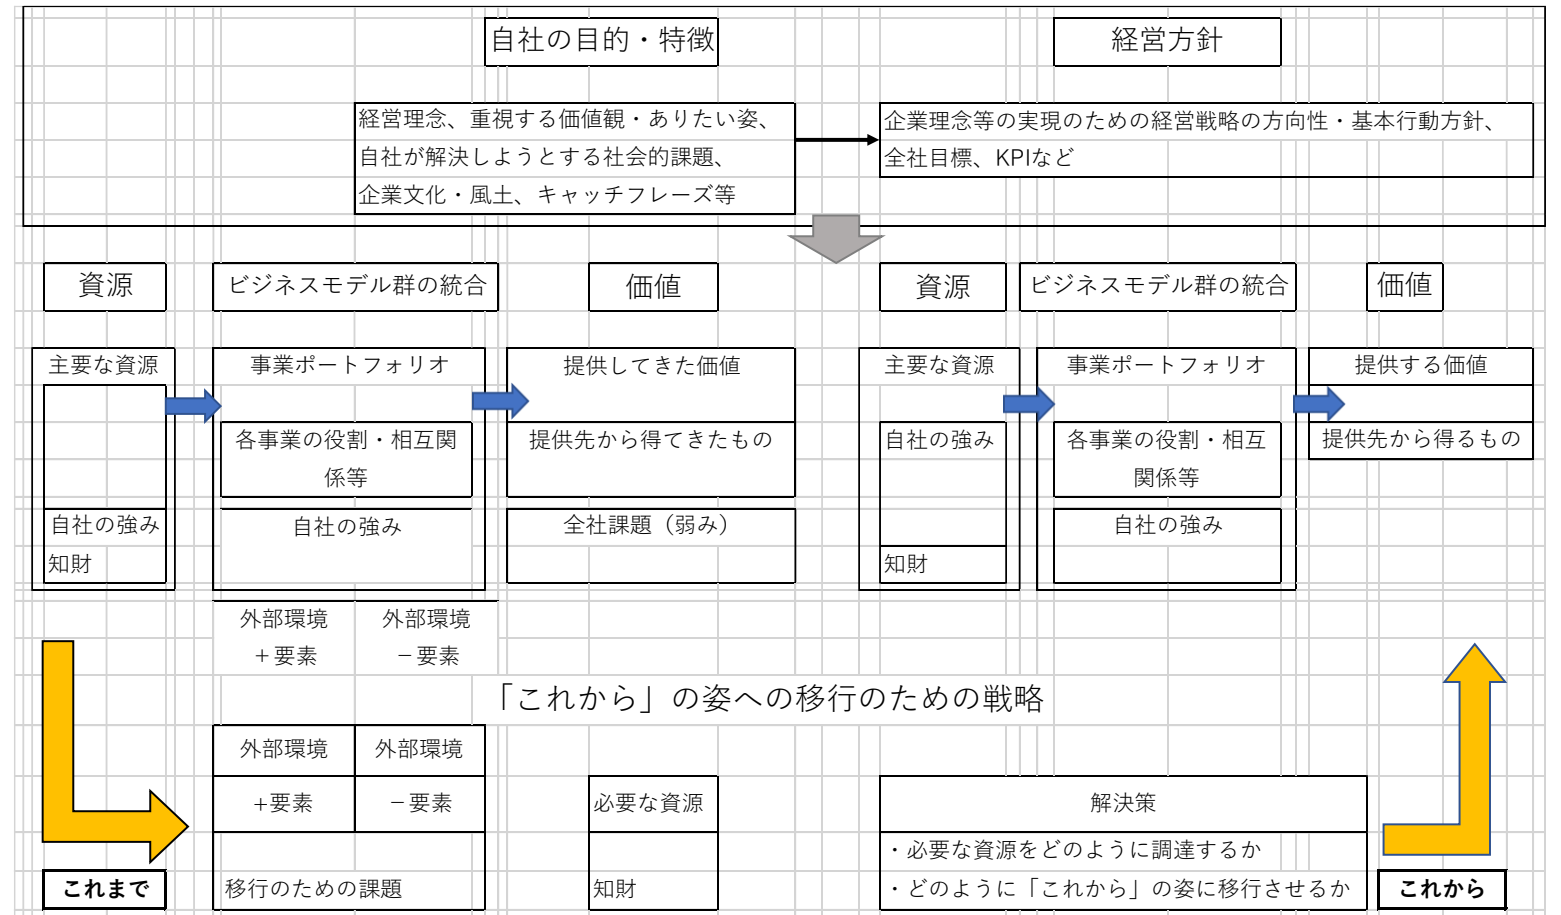 自社の目的・特徴
経営方針
経営理念、重視する価値観・ありたい姿、
自社が解決しようとする社会的課題、
企業文化・風土、キャッチフレーズ等
企業理念等の実現のための経営戦略の方向性・基本行動方針、
全社目標、KPIなど
資源
ビジネスモデル群の統合
価値
資源
ビジネスモデル群の統合
価値
主要な資源
自社の強み
知財
事業ポートフォリオ
各事業の役割・相互関
係等
自社の強み
提供してきた価値
提供先から得てきたもの
全社課題（弱み）
主要な資源
自社の強み
知財
事業ポートフォリオ
各事業の役割・相互
関係等
自社の強み
提供する価値
提供先から得るもの
外部環境
＋要素
外部環境
－要素
「これから」の姿への移行のための戦略
外部環境
+要素
外部環境
－要素
移行のための課題
必要な資源
知財
解決策
・必要な資源をどのように調達するか
・どのように「これから」の姿に移行させるか
これまで
これから